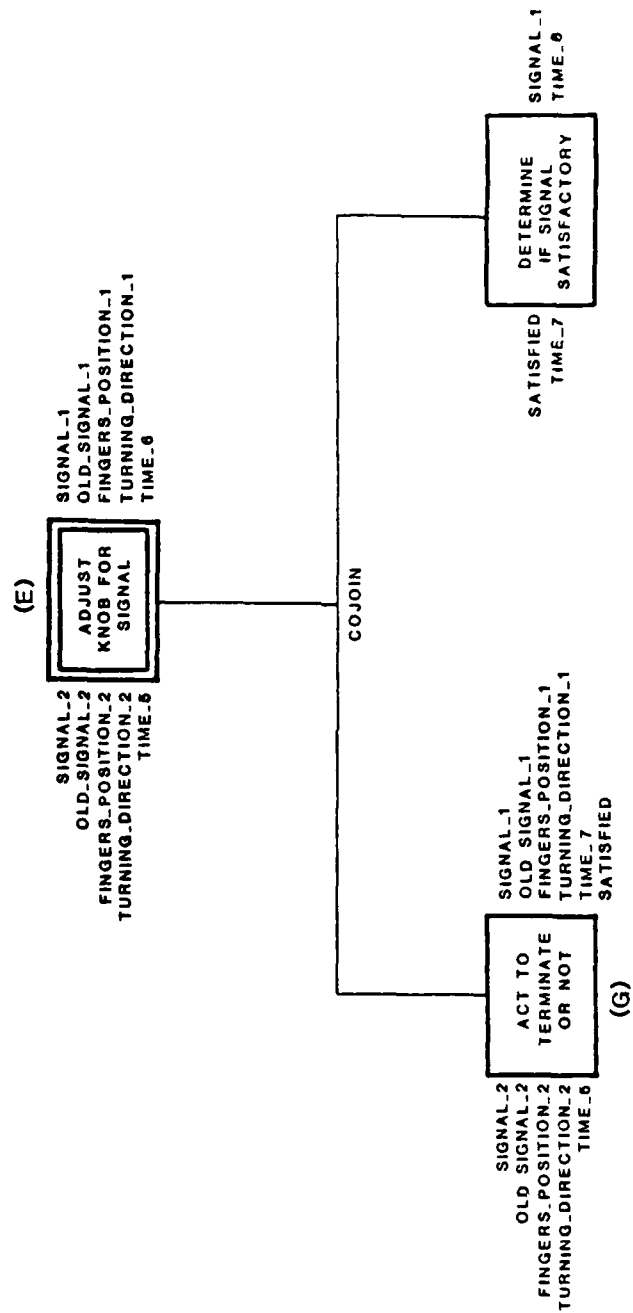 (E)
SIGNAL_2
OLD_SIGNAL_2
FINGERS_POSITION_2
TURNING_DIRECTION_2
TIME_5
ADJUST
KNOB FOR
SIGNAL
SIGNAL_1
OLD_SIGNAL_1
FINGERS_POSITION_1
TURNING_DIRECTION_1
TIME_6
COJOIN
SIGNAL_2
OLD SIGNAL_2
FINGERS_POSITION_2
TURNING_DIRECTION_2
TIME_5
ACT TO
TERMINATE
OR NOT
SIGNAL_1
OLD SIGNAL_1
FINGERS_POSITION_1
TURNING_DIRECTION_1
TIME_7
SATISFIED
(G)
SATISFIED
TIME_7
DETERMINE
IF SIGNAL
SATISFACTORY
SIGNAL_1
TIME_6